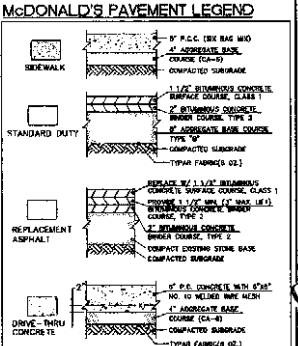 McDONALD'S PAVEMENT LEGEND
5" P.C.C. (SIX BAG MIX)
4" AGGREGATE BASE
COURSE (CA-6)
COMPACTED SUBGRADE
SIDEWALK
1 1/2" BITUMINOUS CONCRETE
SURFACE COURSE, CLASS 1
2" BITUMINOUS CONCRETE
BINDER COURSE, TYPE 2
8" AGGREGATE BASE COURSE
TYPE "B"
COMPACTED SUBGRADE
TYPAR FABRIC(6 OZ.)
STANDARD DUTY
REPLACE W/ 1 1/2" BITUMINOUS
CONCRETE SURFACE COURSE, CLASS 1
PROVIDE 1 1/2" MIN. (3" MAX. LIFT)
BITUMINOUS CONCRETE, BINDER
COURSE, TYPE 2
2" BITUMINOUS CONCRETE
BINDER COURSE, TYPE 2
COMPACT EXISTING STONE BASE
COMPACTED SUBGRADE
REPLACEMENT
ASPHALT
2"
6" P.C. CONCRETE WITH 6"x6"
NO. 10 WELDED WIRE MESH
4" AGGREGATE BASE
COURSE (CA-6)
COMPACTED SUBGRADE
TYPAR FABRIC(6 OZ.)
DRIVE-THRU
CONCRETE